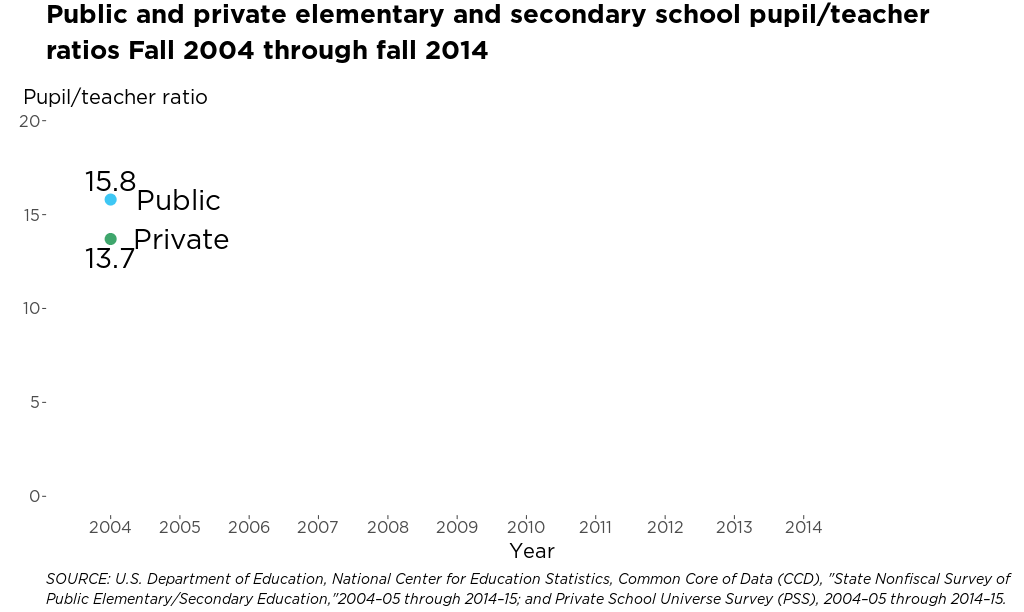 Public and private elementary and secondary school pupil/teacher
ratios Fall 2004 through fall 2014
Pupil/teacher ratio
20-
15.8
Public
15-
Private
13.7
10-
5-
0-
2004 2005 2006 2007 2008 2009 2010 2011 2012 2013 2014
Year
SOURCE: U.S. Department of Education, National Center for Education Statistics, Common Core of Data (CCD), "State Nonfiscal Survey of
Public Elementary/Secondary Education,"2004–05 through 2014–15; and Private School Universe Survey (PSS), 2004–05 through 2014–15.